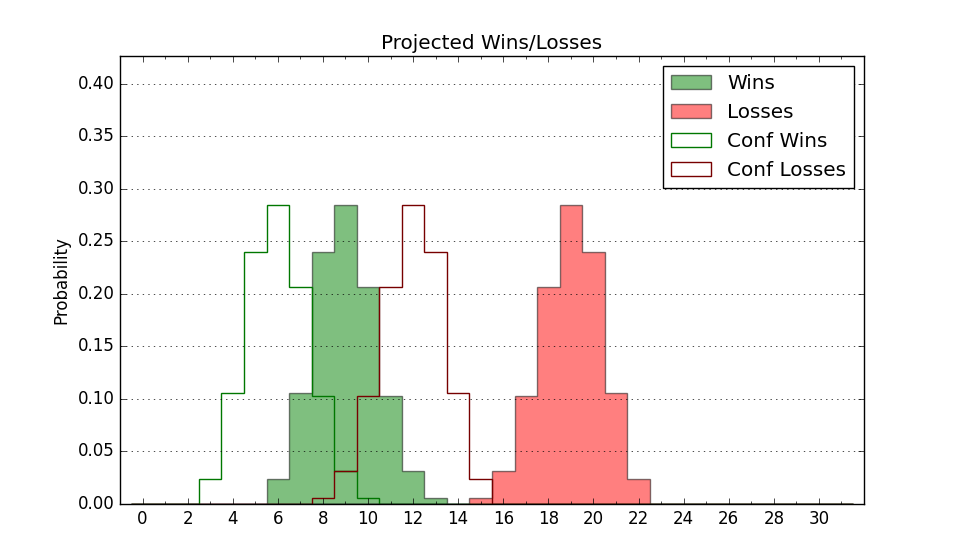 Projected Wins/Losses
Wins
Losses
Conf Wins
Conf Losses
Probability
0.40
0.35
0.30
0.25
0.20
0.15
0.10
0.05
0.00
0 2 4 6 8 10 12 14 16 18 20 22 24 26 28 30